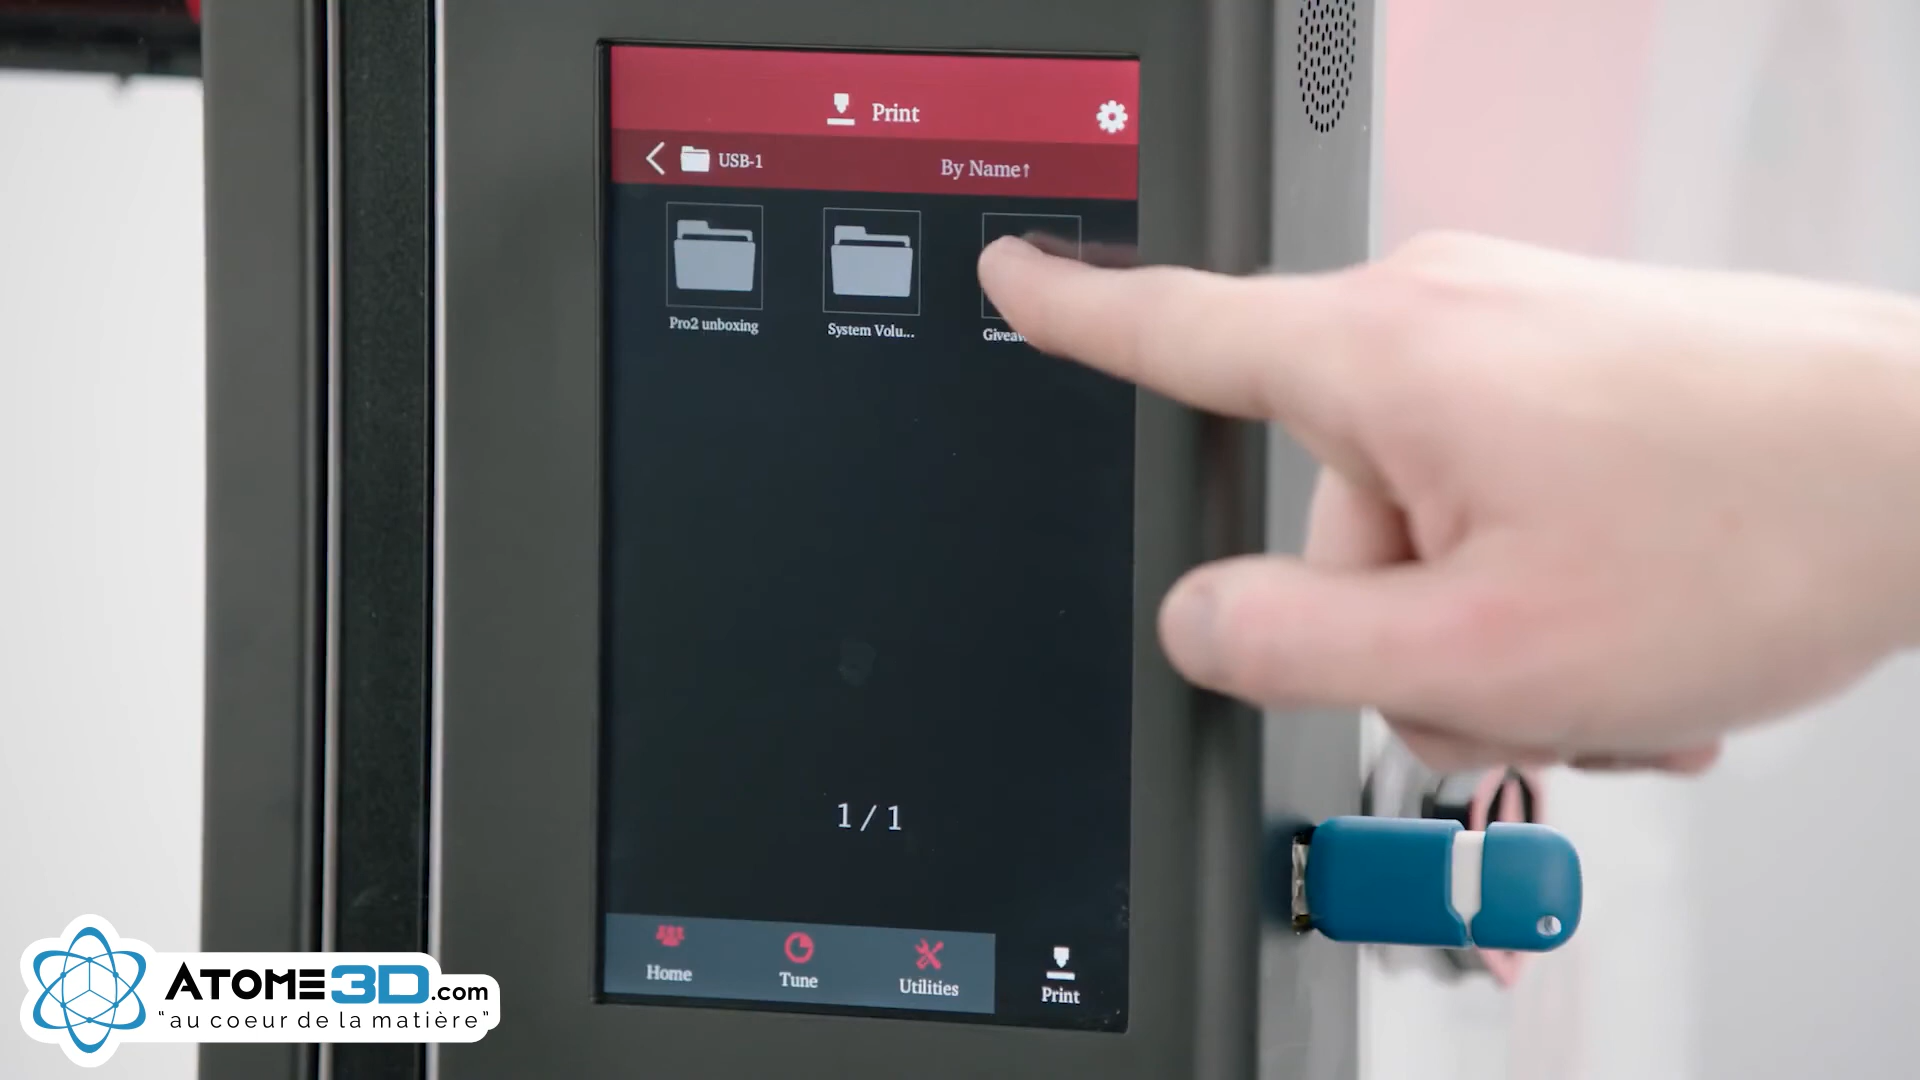 Print
USB-1
By Name↑
Pro2 unboxing
System Volu...
1 / 1
Home
Tune
Utilities
Print
ATOME3D.com
"au coeur de la matière"